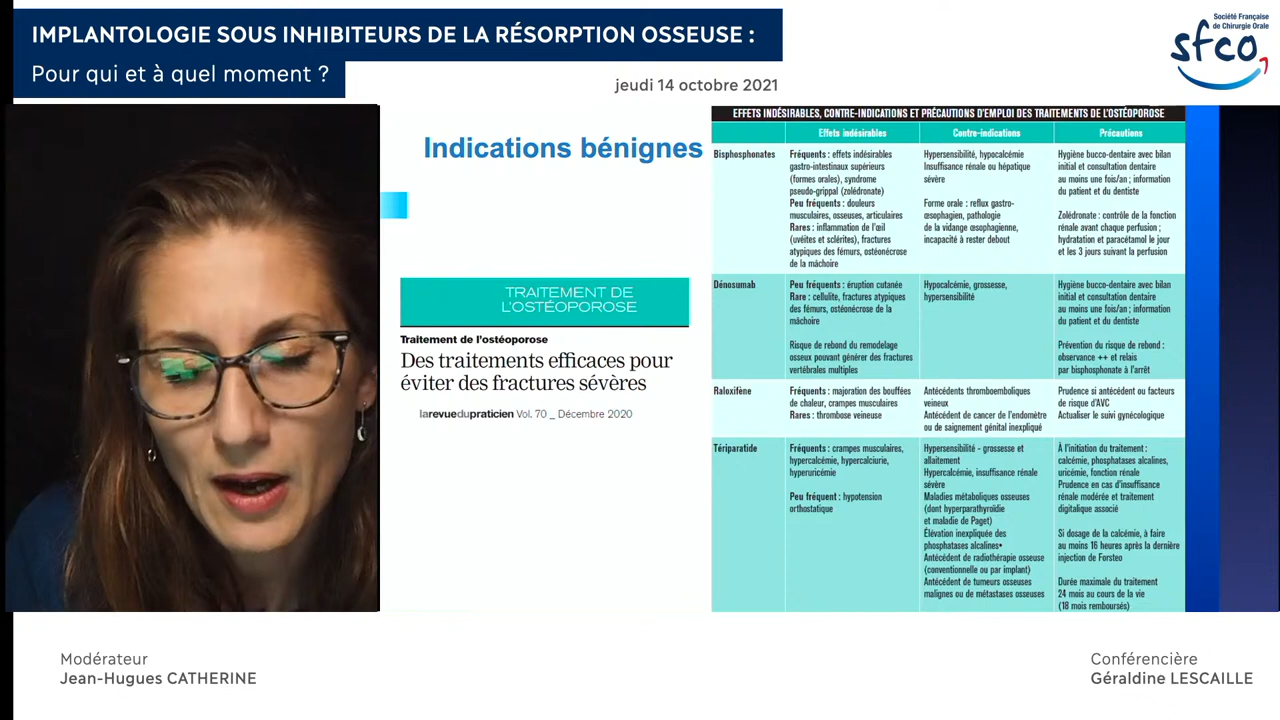 IMPLANTOLOGIE SOUS INHIBITEURS DE LA RÉSORPTION OSSEUSE :
Pour qui et à quel moment ?
jeudi 14 octobre 2021
Société Française
de Chirurgie Orale
sfco
Indications bénignes
TRAITEMENT DE
L'OSTÉOPOROSE
Traitement de l'ostéoporose
Des traitements efficaces pour
éviter des fractures sévères
larevuedupraticien Vol. 70 _ Décembre 2020
EFFETS INDÉSIRABLES, CONTRE-INDICATIONS ET PRÉCAUTIONS D'EMPLOI DES TRAITEMENTS DE L'OSTÉOPOROSE
Effets indésirables
Contre-indications
Précautions
Bisphosphonates
Fréquents : effets indésirables
gastro-intestinaux supérieurs
(formes orales), syndrome
pseudo-grippal (zolédronate)
Peu fréquents : douleurs
musculaires, osseuses, articulaires
Rares : inflammation de l'œil
(uvéites et sclérites), fractures
atypiques des fémurs, ostéonécrose
de la mâchoire
Hypersensibilité, hypocalcémie
Insuffisance rénale ou hépatique
sévère
Forme orale : reflux gastro-
œsophagien, pathologie
de la vidange œsophagienne,
incapacité à rester debout
Hygiène bucco-dentaire avec bilan
initial et consultation dentaire
au moins une fois/an ; information
du patient et du dentiste
Zolédronate : contrôle de la fonction
rénale avant chaque perfusion ;
hydratation et paracétamol le jour
et les 3 jours suivant la perfusion
Dénosumab
Peu fréquents : éruption cutanée
Rare : cellulite, fractures atypiques
des fémurs, ostéonécrose de la
mâchoire
Risque de rebond du remodelage
osseux pouvant générer des fractures
vertébrales multiples
Hypocalcémie, grossesse,
hypersensibilité
Hygiène bucco-dentaire avec bilan
initial et consultation dentaire
au moins une fois/an ; information
du patient et du dentiste
Prévention du risque de rebond :
observance ++ et relais
par bisphosphonate à l'arrêt
Raloxifène
Fréquents : majoration des bouffées
de chaleur, crampes musculaires
Rares : thrombose veineuse
Antécédents thromboemboliques
veineux
Antécédent de cancer de l'endomètre
ou de saignement génital inexpliqué
Prudence si antécédent ou facteurs
de risque d'AVC
Actualiser le suivi gynécologique
Tériparatide
Fréquents : crampes musculaires,
hypercalcémie, hypercalciurie,
hyperuricémie
Peu fréquent : hypotension
orthostatique
Hypersensibilité - grossesse et
allaitement
Hypercalcémie, insuffisance rénale
sévère
Maladies métaboliques osseuses
(dont hyperparathyroïdie
et maladie de Paget)
Élévation inexpliquée des
phosphatases alcalines•
Antécédent de radiothérapie osseuse
(conventionnelle ou par implant)
Antécédent de tumeurs osseuses
malignes ou de métastases osseuses
À l'initiation du traitement :
calcémie, phosphatases alcalines,
uricémie, fonction rénale
Prudence en cas d'insuffisance
rénale modérée et traitement
digitalique associé
Si dosage de la calcémie, à faire
au moins 16 heures après la dernière
injection de Forsteo
Durée maximale du traitement
24 mois au cours de la vie
(18 mois remboursés)
Modérateur
Jean-Hugues CATHERINE
Conférencière
Géraldine LESCAILLE